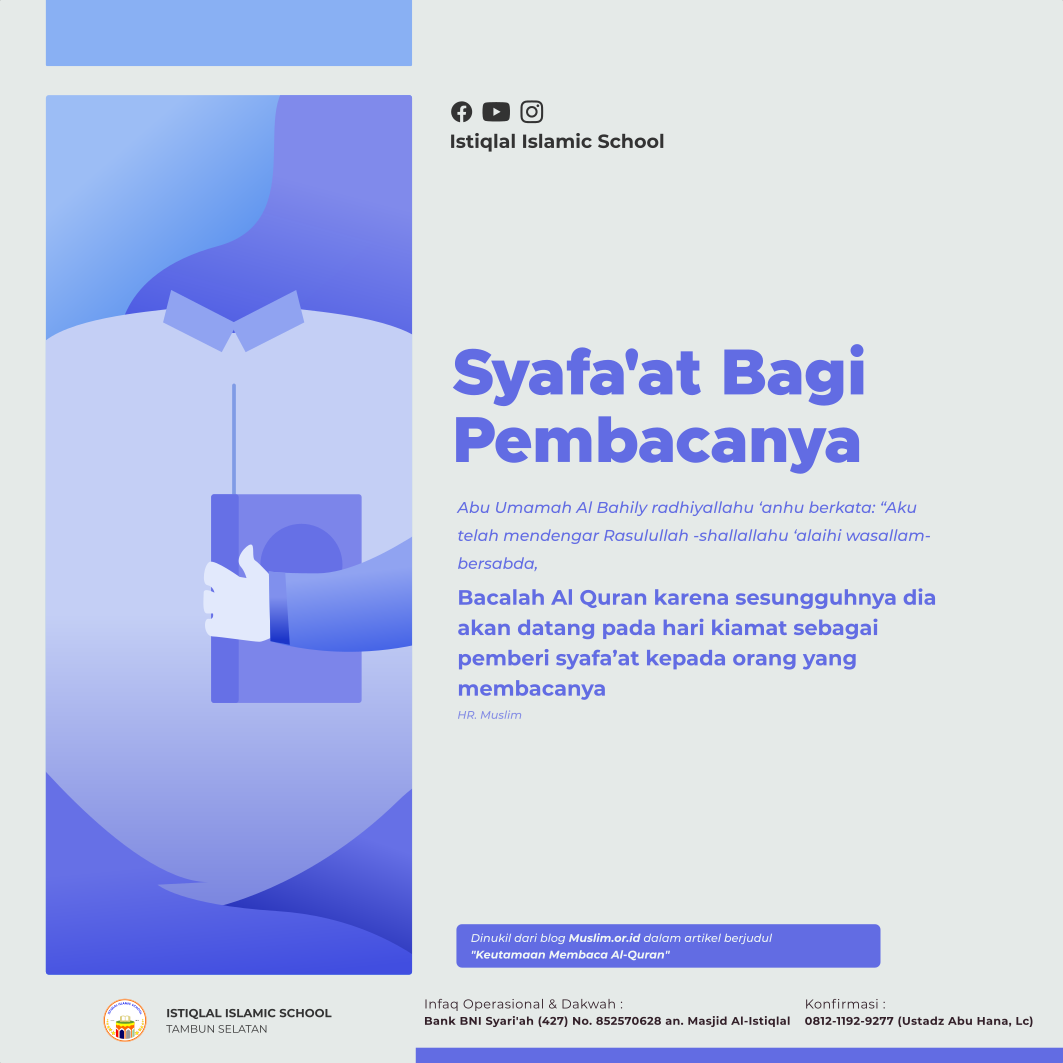 Istiqlal Islamic School
Syafa'at Bagi
Pembacanya
Abu Umamah Al Bahily radhiyallahu ‘anhu berkata: “Aku
telah mendengar Rasulullah -shallallahu ‘alaihi wasallam-
bersabda,
Bacalah Al Quran karena sesungguhnya dia
akan datang pada hari kiamat sebagai
pemberi syafa’at kepada orang yang
membacanya
HR. Muslim
Dinukil dari blog Muslim.or.id dalam artikel berjudul
"Keutamaan Membaca Al-Quran"
ISTIQLAL ISLAMIC SCHOOL
TAMBUN SELATAN
Infaq Operasional & Dakwah :
Bank BNI Syari'ah (427) No. 852570628 an. Masjid Al-Istiqlal
Konfirmasi :
0812-1192-9277 (Ustadz Abu Hana, Lc)